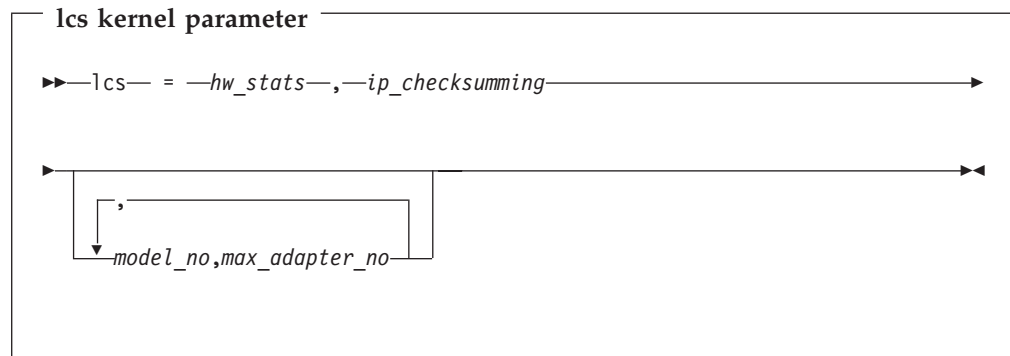 lcs kernel parameter
lcs = hw_stats , ip_checksumming
,
model_no,max_adapter_no